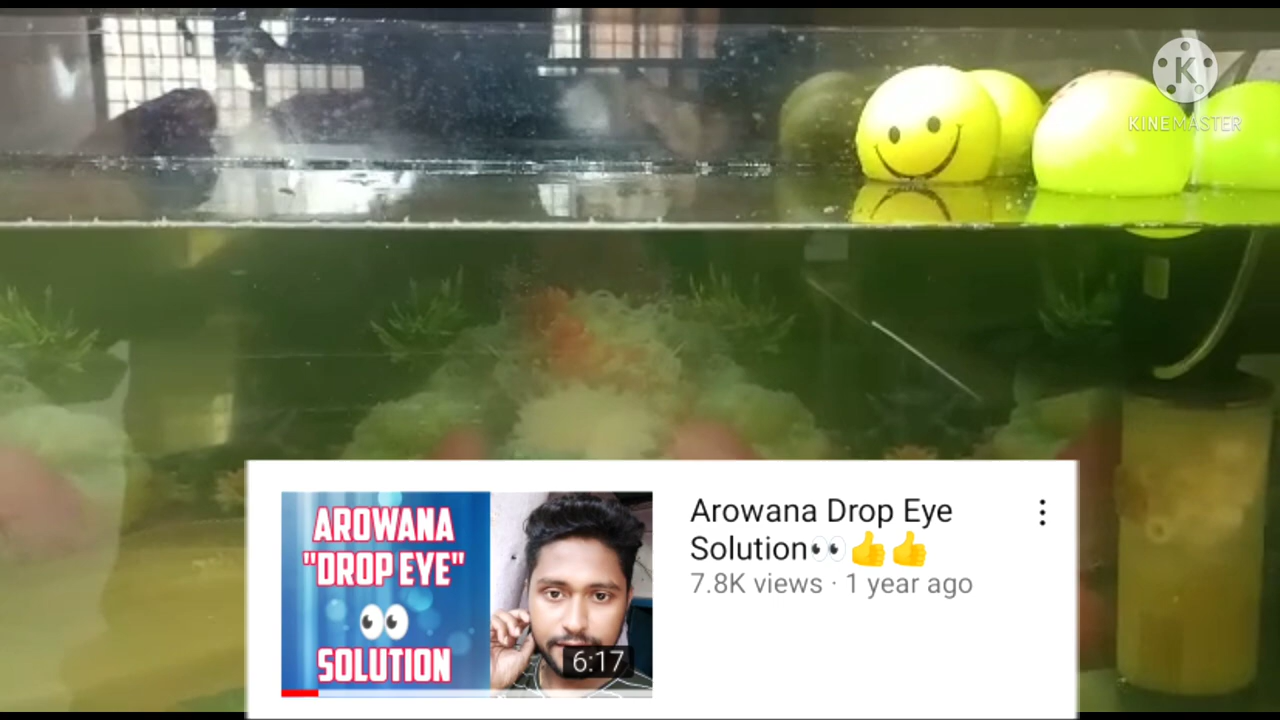 K
KINEMASTER
AROWANA
"DROP EYE"
👀
SOLUTION
6:17
Arowana Drop Eye
Solution👀👍👍
7.8K views · 1 year ago